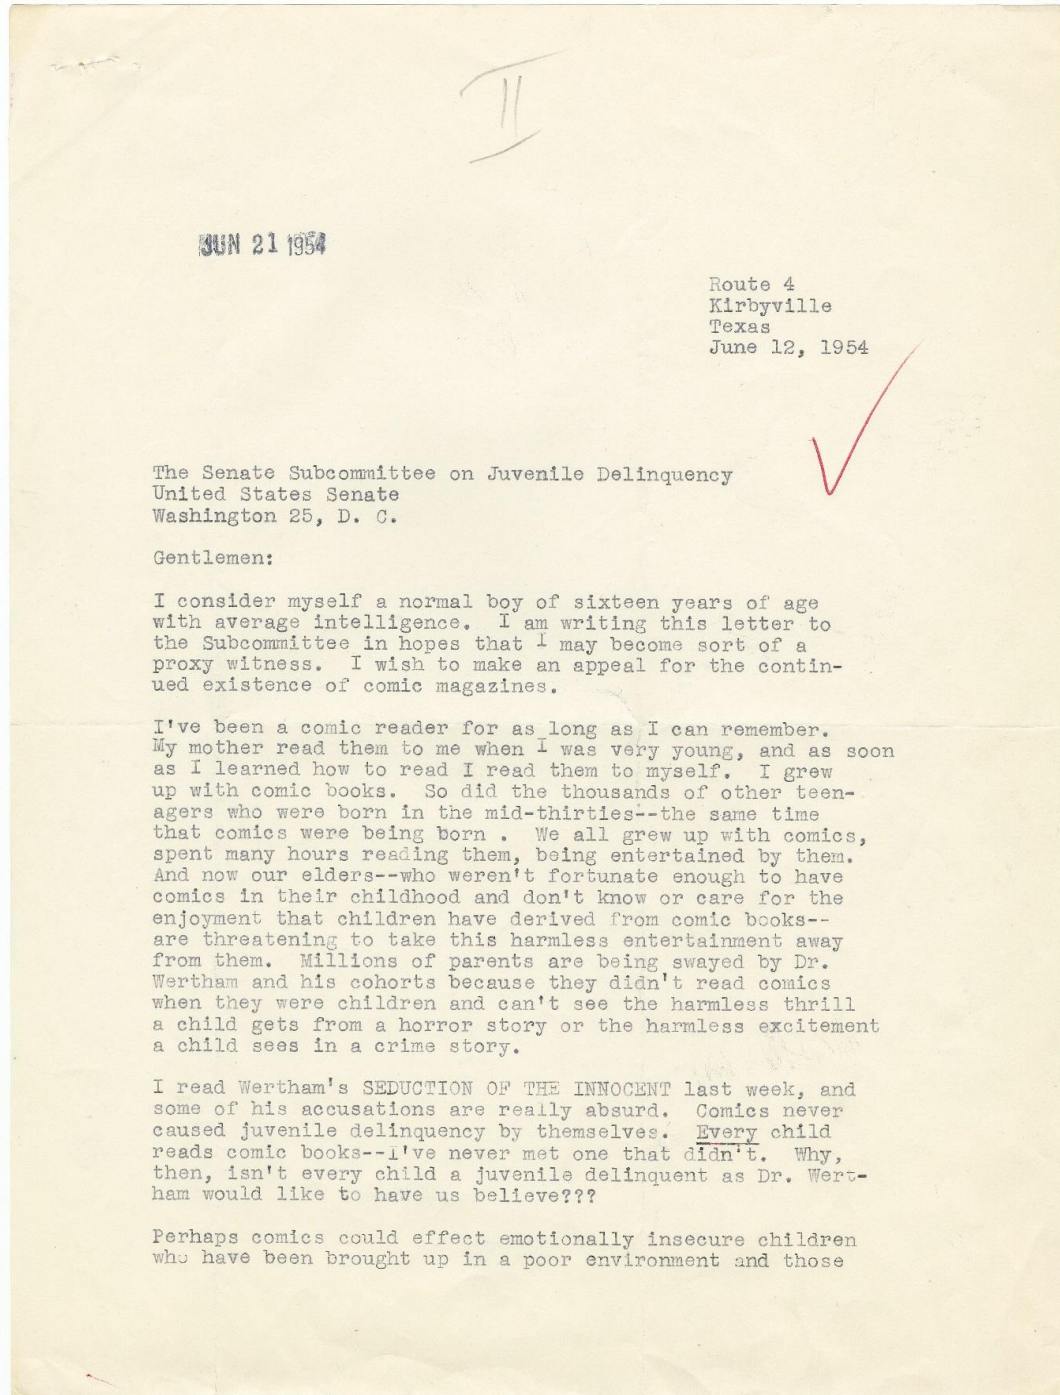 II
JUN 21 1954
Route 4
Kirbyville
Texas
June 12, 1954
The Senate Subcommittee on Juvenile Delinquency
United States Senate
Washington 25, D. C.
Gentlemen:
I consider myself a normal boy of sixteen years of age
with average intelligence. I am writing this letter to
the Subcommittee in hopes that I may become sort of a
proxy witness. I wish to make an appeal for the contin-
ued existence of comic magazines.
I've been a comic reader for as long as I can remember.
My mother read them to me when I was very young, and as soon
as I learned how to read I read them to myself. I grew
up with comic books. So did the thousands of other teen-
agers who were born in the mid-thirties--the same time
that comics were being born . We all grew up with comics,
spent many hours reading them, being entertained by them.
And now our elders--who weren't fortunate enough to have
comics in their childhood and don't know or care for the
enjoyment that children have derived from comic books--
are threatening to take this harmless entertainment away
from them. Millions of parents are being swayed by Dr.
Wertham and his cohorts because they didn't read comics
when they were children and can't see the harmless thrill
a child gets from a horror story or the harmless excitement
a child sees in a crime story.
I read Wertham's SEDUCTION OF THE INNOCENT last week, and
some of his accusations are really absurd. Comics never
caused juvenile delinquency by themselves. Every child
reads comic books--I've never met one that didn't. Why,
then, isn't every child a juvenile delinquent as Dr. Wert-
ham would like to have us believe???
Perhaps comics could effect emotionally insecure children
who have been brought up in a poor environment and those